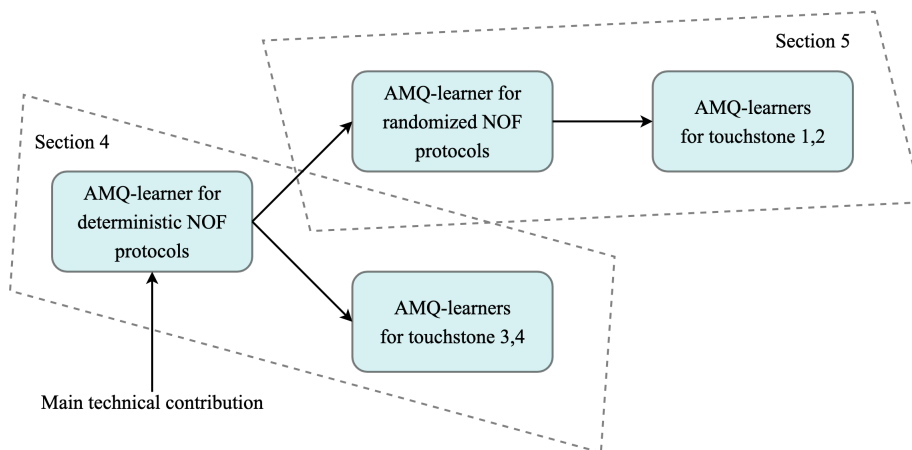 Section 5
AMQ-learner for
randomized NOF
protocols
AMQ-learners
for touchstone 1,2
Section 4
AMQ-learner for
deterministic NOF
protocols
AMQ-learners
for touchstone 3,4
Main technical contribution